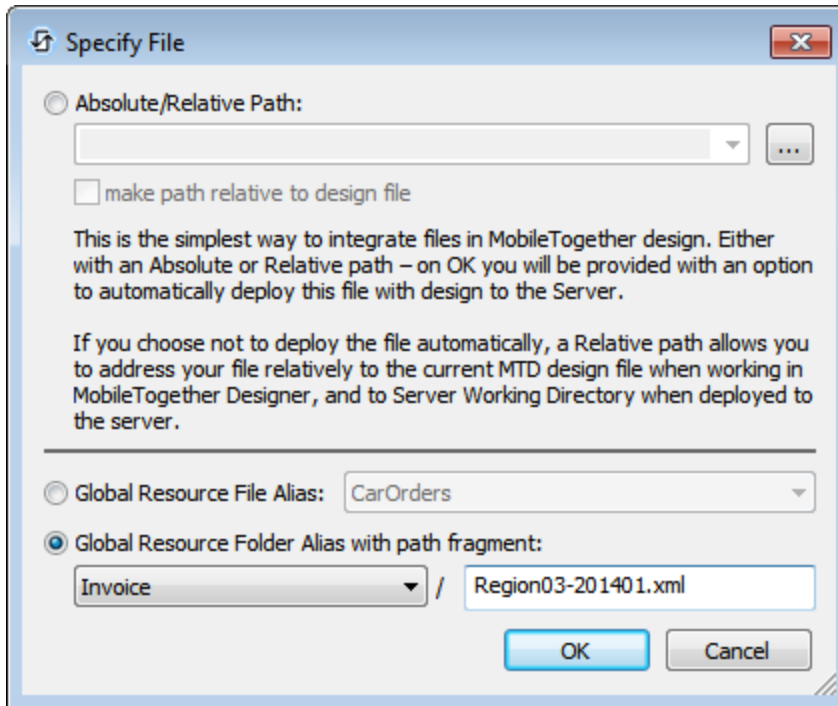 Specify File
Absolute/Relative Path:
...
make path relative to design file
This is the simplest way to integrate files in MobileTogether design. Either
with an Absolute or Relative path – on OK you will be provided with an option
to automatically deploy this file with design to the Server.
If you choose not to deploy the file automatically, a Relative path allows you
to address your file relatively to the current MTD design file when working in
MobileTogether Designer, and to Server Working Directory when deployed to
the server.
Global Resource File Alias: CarOrders
Global Resource Folder Alias with path fragment:
Invoice / Region03-201401.xml
OK Cancel